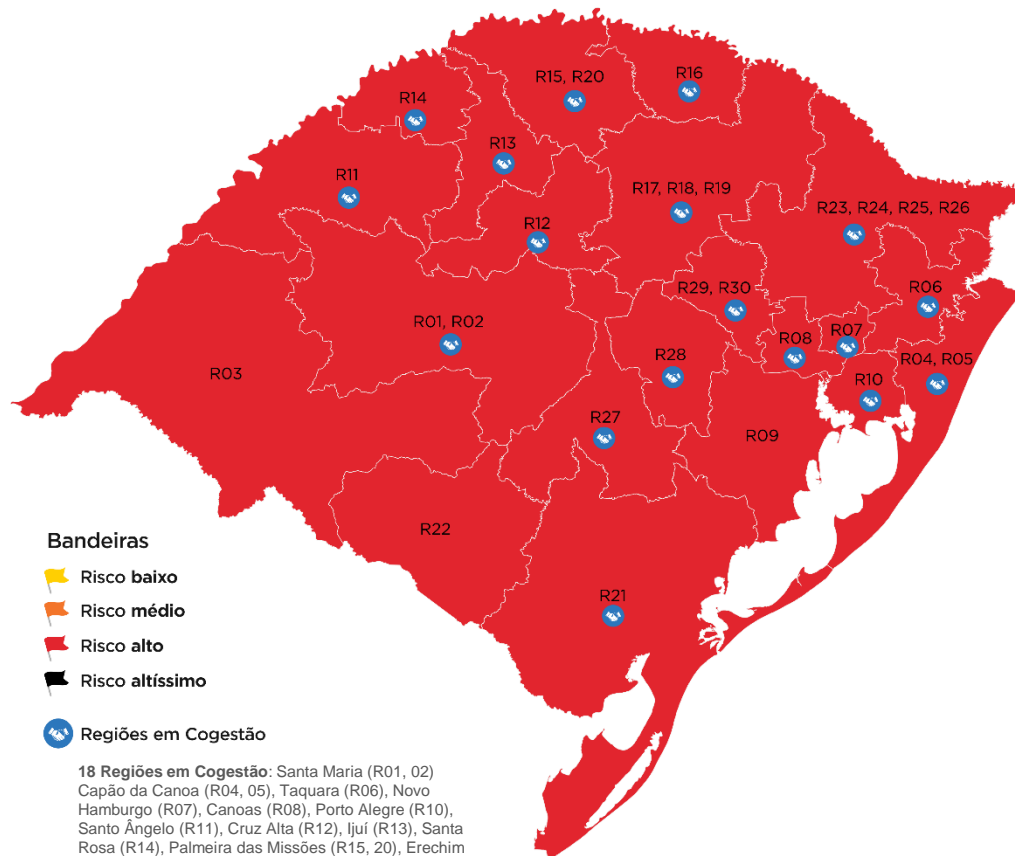 R15, R20
R16
R14
R13
R11
R17, R18, R19
R23, R24, R25, R26
R12
R29, R30
R06
R01, R02
R07
R08
R28
R04, R05
R03
R10
R27
R09
R22
R21
Bandeiras
Risco baixo
Risco médio
Risco alto
Risco altíssimo
Regiões em Cogestão
18 Regiões em Cogestão: Santa Maria (R01, 02)
Capão da Canoa (R04, 05), Taquara (R06), Novo
Hamburgo (R07), Canoas (R08), Porto Alegre (R10),
Santo Ângelo (R11), Cruz Alta (R12), Ijuí (R13), Santa
Rosa (R14), Palmeira das Missões (R15, 20), Erechim